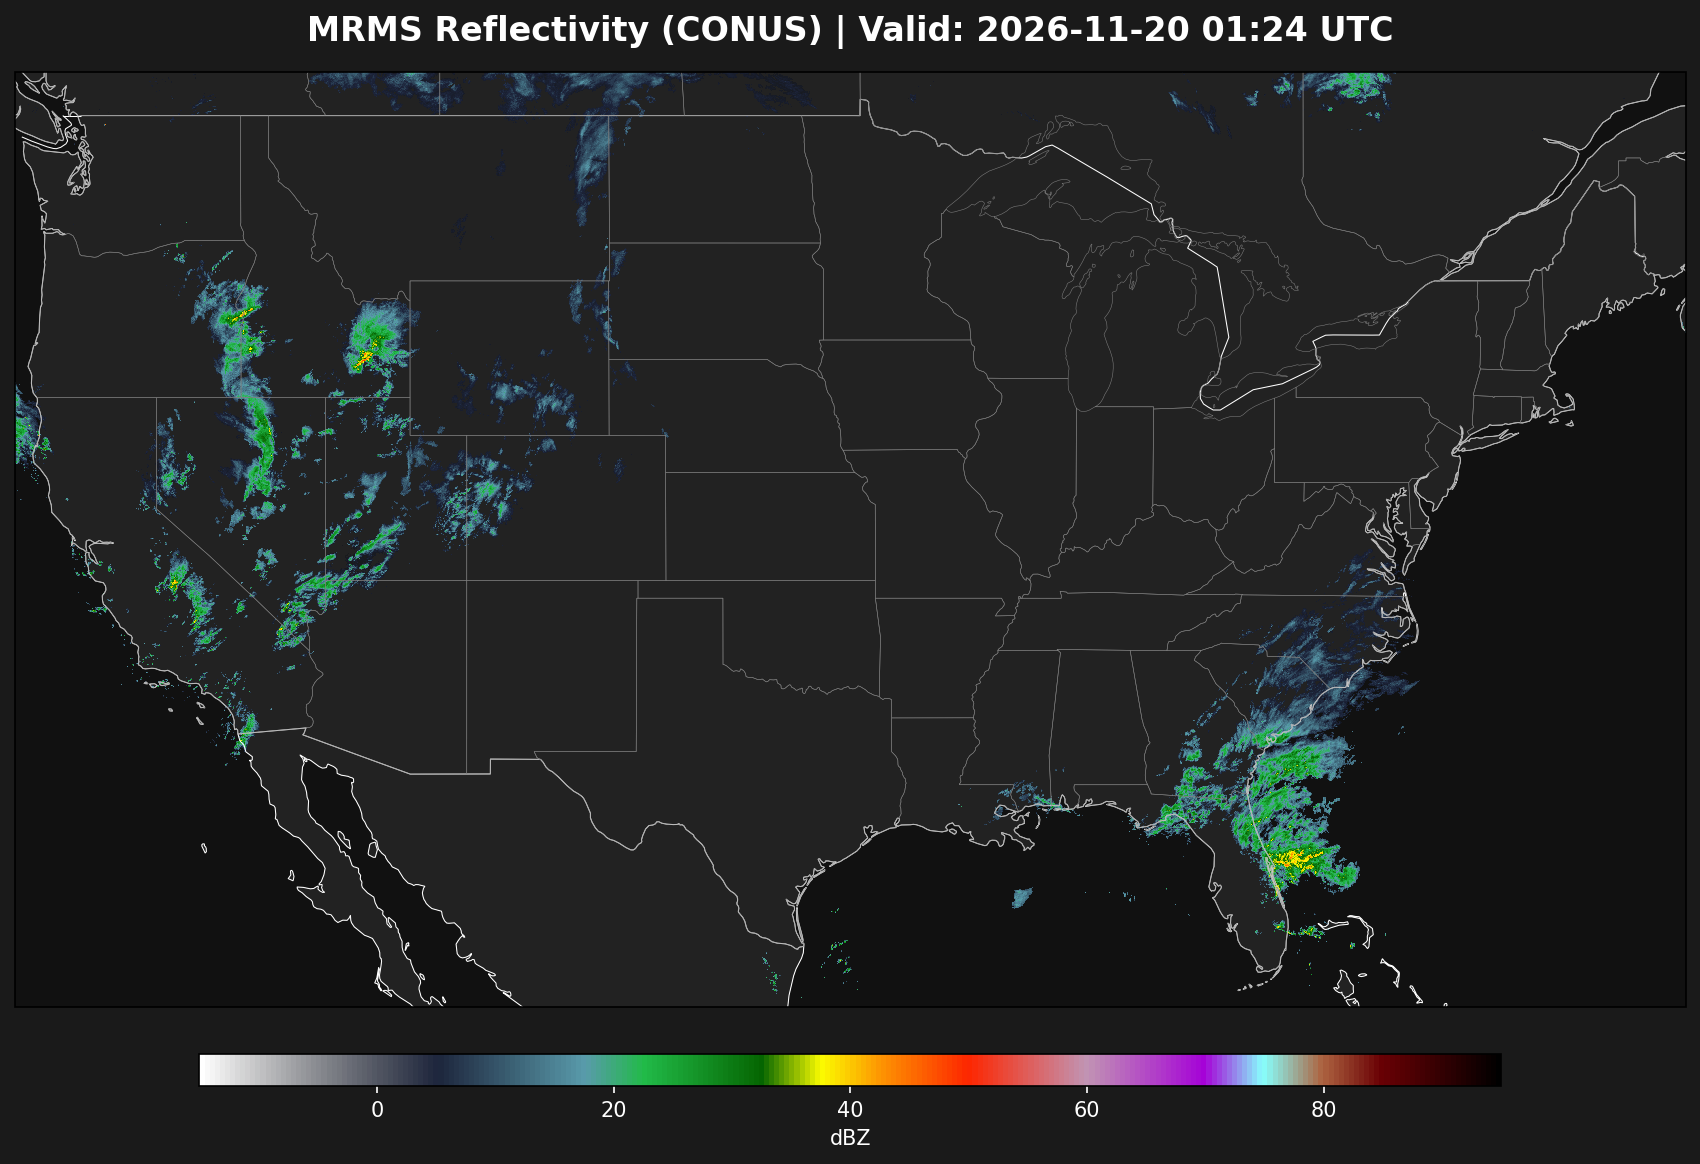 MRMS Reflectivity (CONUS) | Valid: 2026-11-20 01:24 UTC
0 20 40 60 80
dBZ